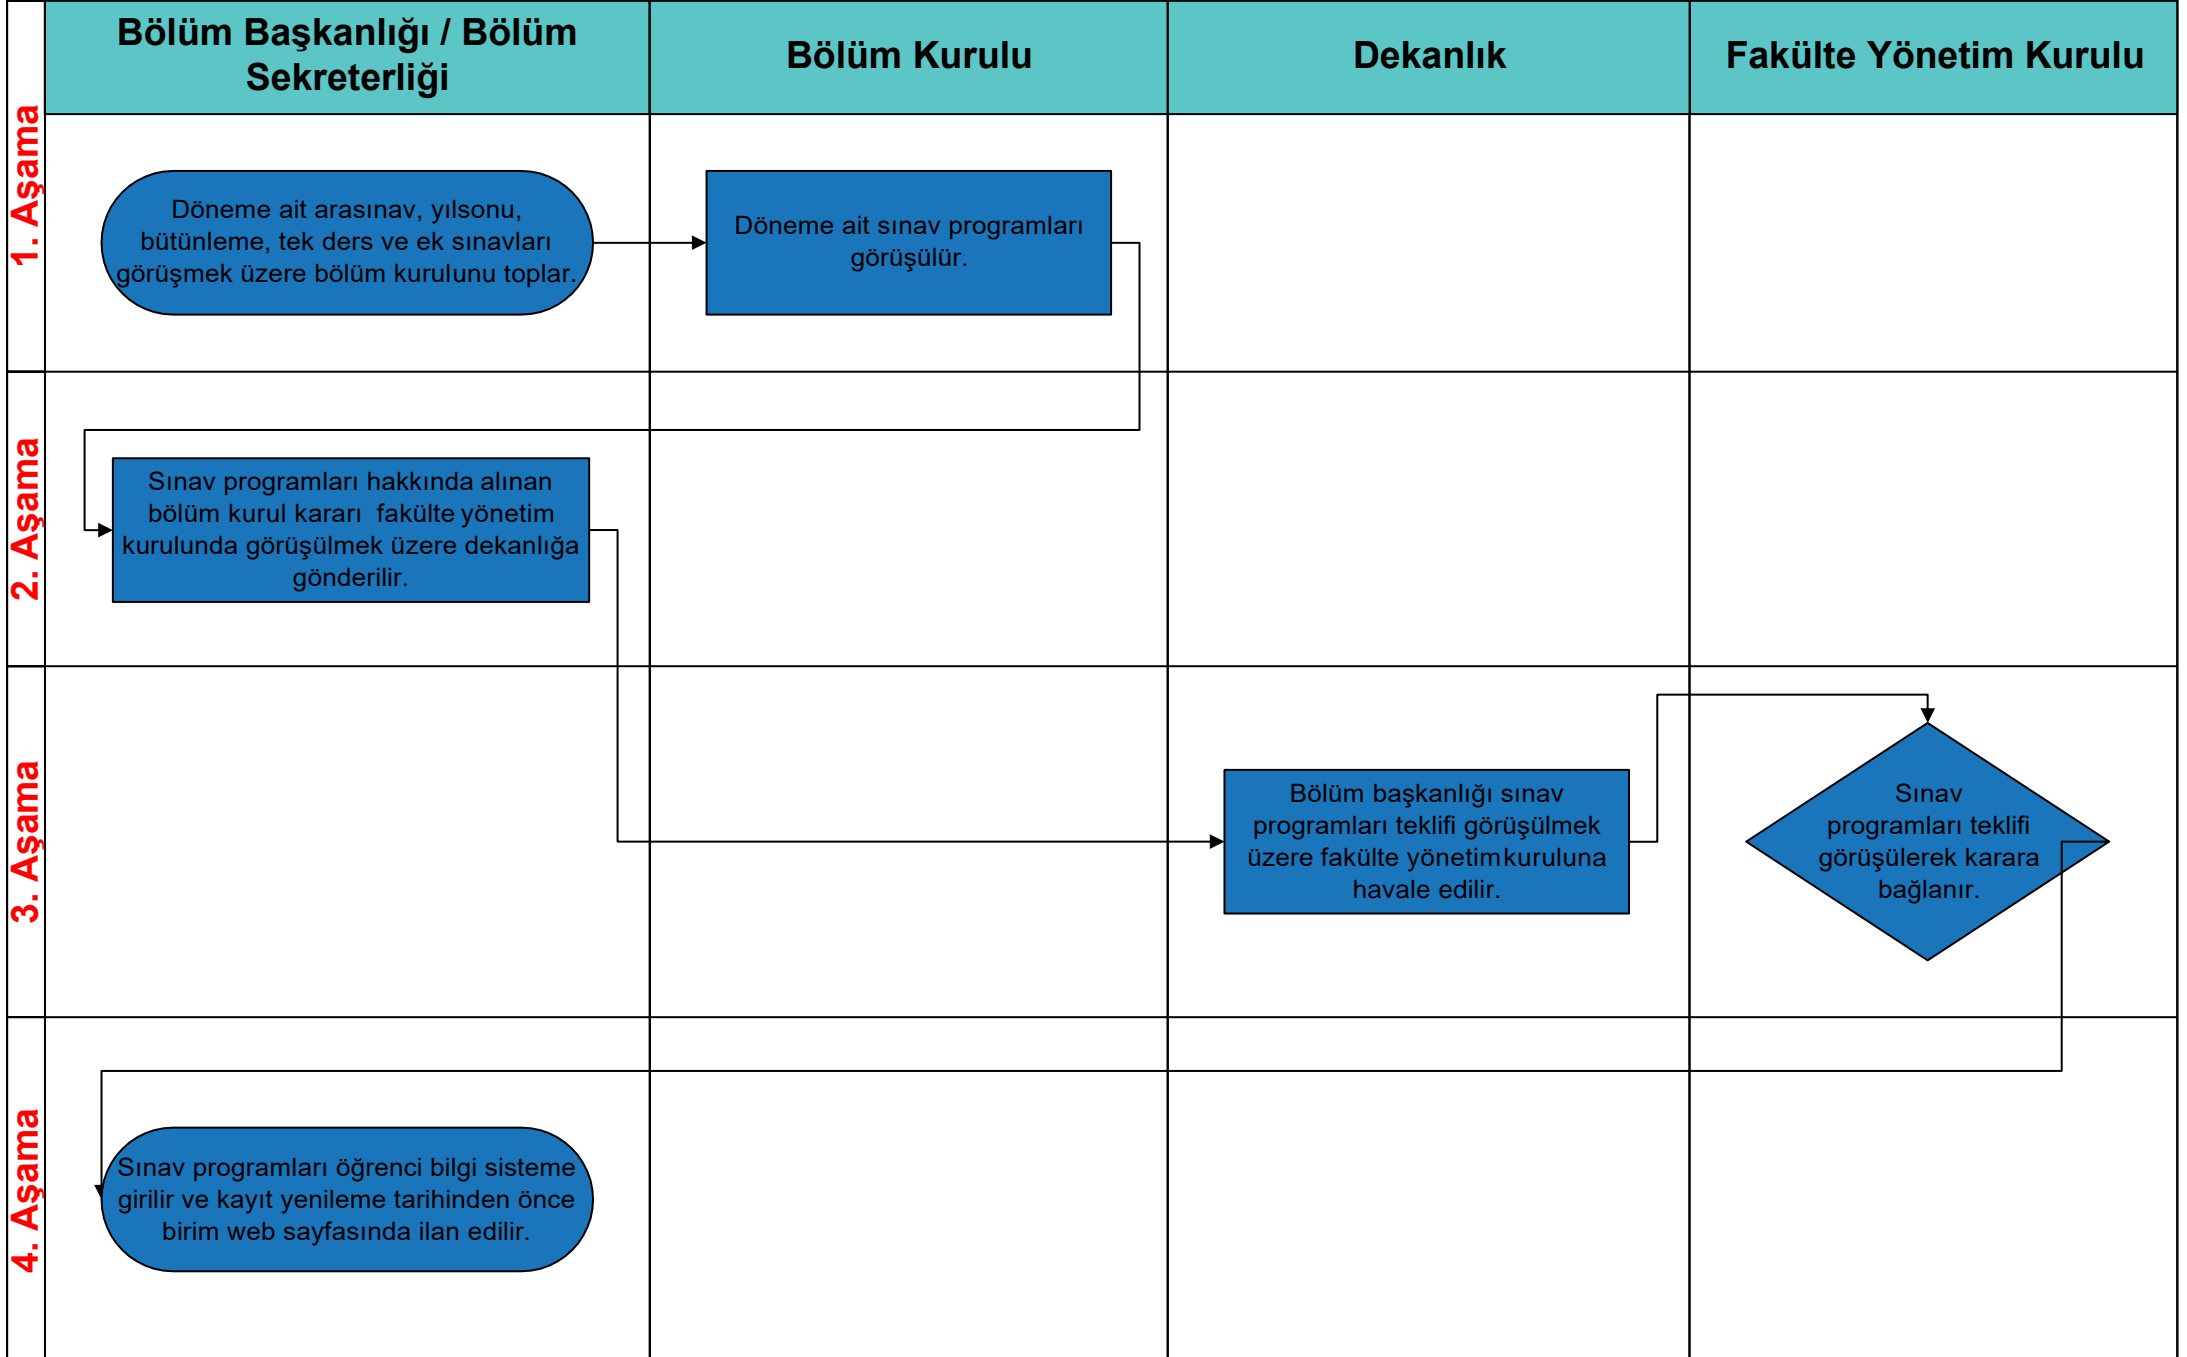 Bölüm Başkanlığı / Bölüm
Sekreterliği
Bölüm Kurulu
Dekanlık
Fakülte Yönetim Kurulu
1. Aşama
Döneme ait arasınav, yılsonu,
bütünleme, tek ders ve ek sınavları
görüşmek üzere bölüm kurulunu toplar.
Döneme ait sınav programları
görüşülür.
2. Aşama
Sınav programları hakkında alınan
bölüm kurul kararı fakülte yönetim
kurulunda görüşülmek üzere dekanlığa
gönderilir.
3. Aşama
Bölüm başkanlığı sınav
programları teklifi görüşülmek
üzere fakülte yönetim kuruluna
havale edilir.
Sınav
programları teklifi
görüşülerek karara
bağlanır.
4. Aşama
Sınav programları öğrenci bilgi sisteme
girilir ve kayıt yenileme tarihinden önce
birim web sayfasında ilan edilir.